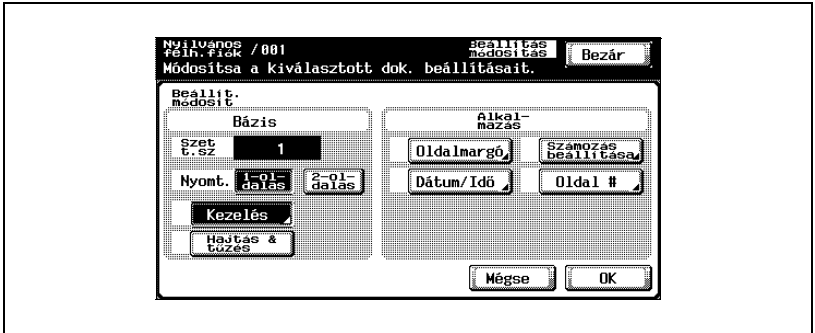 Nyilvános
félh.fiók /001
Beállítás
módosítás
Bezár
Módosítsa a kiválasztott dok. beállításait.
Beállít.
módosít
Bázis
Szet
t.sz
1
Nyomt.
1-ol-
dalas
2-ol-
dalas
Kezelés
Hajtás &
tűzés
Alkal-
mazás
Oldalmargó
Számozás
beállítása
Dátum/Idő
Oldal #
Mégse
OK